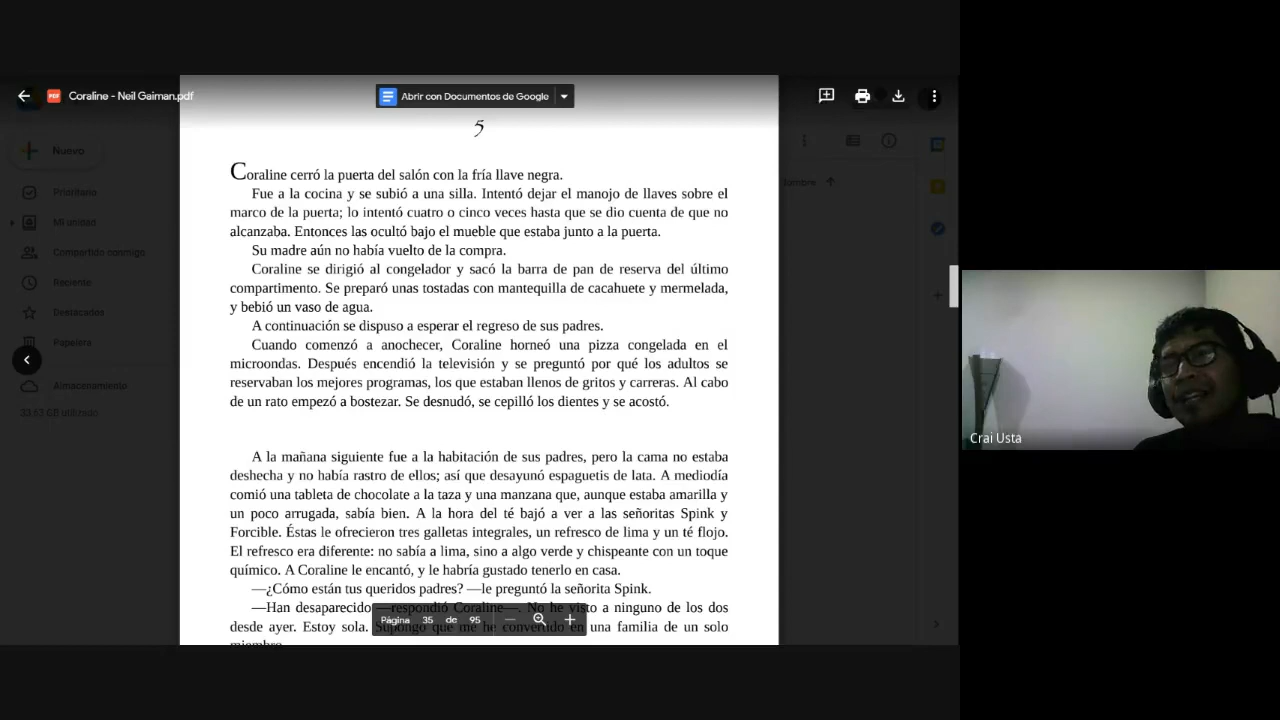 Coraline - Neil Gaiman.pdf
Abrir con Documentos de Google
Nuevo
Prioritario
Mi unidad
Compartido conmigo
Reciente
Destacados
Papelera
Almacenamiento
33,63 GB utilizado
Nombre
5
Coraline cerró la puerta del salón con la fría llave negra.
Fue a la cocina y se subió a una silla. Intentó dejar el manojo de llaves sobre el
marco de la puerta; lo intentó cuatro o cinco veces hasta que se dio cuenta de que no
alcanzaba. Entonces las ocultó bajo el mueble que estaba junto a la puerta.
Su madre aún no había vuelto de la compra.
Coraline se dirigió al congelador y sacó la barra de pan de reserva del último
compartimento. Se preparó unas tostadas con mantequilla de cacahuete y mermelada,
y bebió un vaso de agua.
A continuación se dispuso a esperar el regreso de sus padres.
Cuando comenzó a anochecer, Coraline horneó una pizza congelada en el
microondas. Después encendió la televisión y se preguntó por qué los adultos se
reservaban los mejores programas, los que estaban llenos de gritos y carreras. Al cabo
de un rato empezó a bostezar. Se desnudó, se cepilló los dientes y se acostó.
A la mañana siguiente fue a la habitación de sus padres, pero la cama no estaba
deshecha y no había rastro de ellos; así que desayunó espaguetis de lata. A mediodía
comió una tableta de chocolate a la taza y una manzana que, aunque estaba amarilla y
un poco arrugada, sabía bien. A la hora del té bajó a ver a las señoritas Spink y
Forcible. Éstas le ofrecieron tres galletas integrales, un refresco de lima y un té flojo.
El refresco era diferente: no sabía a lima, sino a algo verde y chispeante con un toque
químico. A Coraline le encantó, y le habría gustado tenerlo en casa.
—¿Cómo están tus queridos padres? —le preguntó la señorita Spink.
—Han desaparecido —respondió Coraline—. No he visto a ninguno de los dos
desde ayer. Estoy sola. Supongo que me he convertido en una familia de un solo
miembro.
Página 35 de 95
Crai Usta